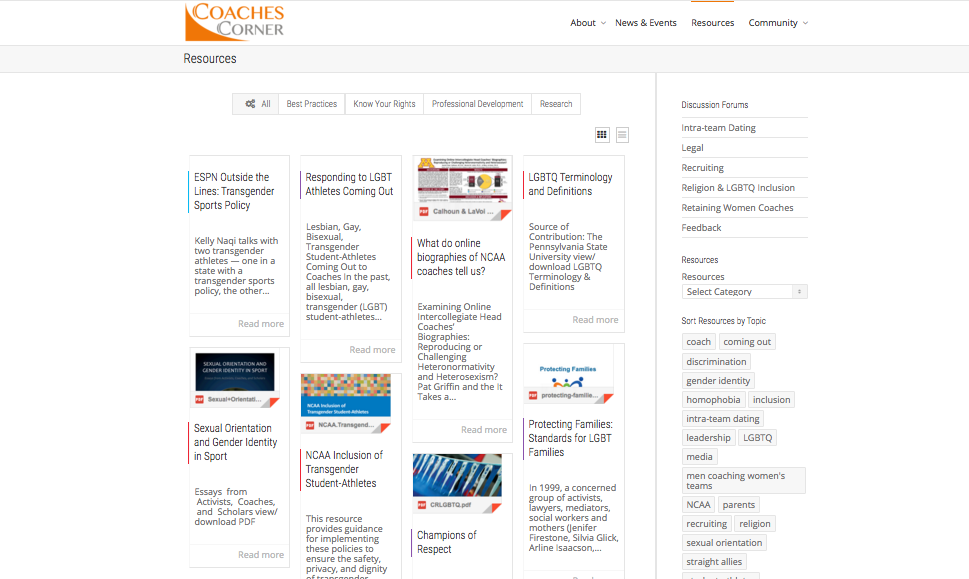 COACHES
CORNER
About
News & Events
Resources
Community
Resources
All
Best Practices
Know Your Rights
Professional Development
Research
ESPN Outside the
Lines: Transgender
Sports Policy
Kelly Naqi talks with
two transgender
athletes — one in a
state with a
transgender sports
policy, the other...
Read more
SEXUAL ORIENTATION AND
GENDER IDENTITY IN SPORT
PDF
Sexual+Orientati...
Sexual Orientation
and Gender Identity
in Sport
Essays from
Activists, Coaches,
and Scholars view/
download PDF
Read more
Responding to LGBT
Athletes Coming Out
Lesbian, Gay,
Bisexual,
Transgender
Student-Athletes
Coming Out to
Coaches In the past,
all lesbian, gay,
bisexual,
transgender (LGBT)
student-athletes...
Read more
NCAA Inclusion of
Transgender Student-Athletes
PDF
NCAA.Transgend...
NCAA Inclusion of
Transgender
Student-Athletes
This resource
provides guidance
for implementing
these policies to
ensure the safety,
privacy, and dignity
of transgender
PDF
Calhoun & LaVoi ...
What do online
biographies of NCAA
coaches tell us?
Examining Online
Intercollegiate Head
Coaches’
Biographies:
Reproducing or
Challenging
Heteronormativity
and Heterosexism?
Pat Griffin and the It
Takes a...
Read more
PDF
CRLGBTQ.pdf
Champions of
Respect
LGBTQ Terminology
and Definitions
Source of
Contribution: The
Pennsylvania State
University view/
download LGBTQ
Terminology &
Definitions
Read more
Protecting Families
PDF
protecting-familie...
Protecting Families:
Standards for LGBT
Families
In 1999, a concerned
group of activists,
lawyers, mediators,
social workers and
mothers (Jenifer
Firestone, Silvia Glick,
Arline Isaacson,...
Read more
Discussion Forums
Intra-team Dating
Legal
Recruiting
Religion & LGBTQ Inclusion
Retaining Women Coaches
Feedback
Resources
Resources
Select Category
Sort Resources by Topic
coach
coming out
discrimination
gender identity
homophobia
inclusion
intra-team dating
leadership
LGBTQ
media
men coaching women's
teams
NCAA
parents
recruiting
religion
sexual orientation
straight allies